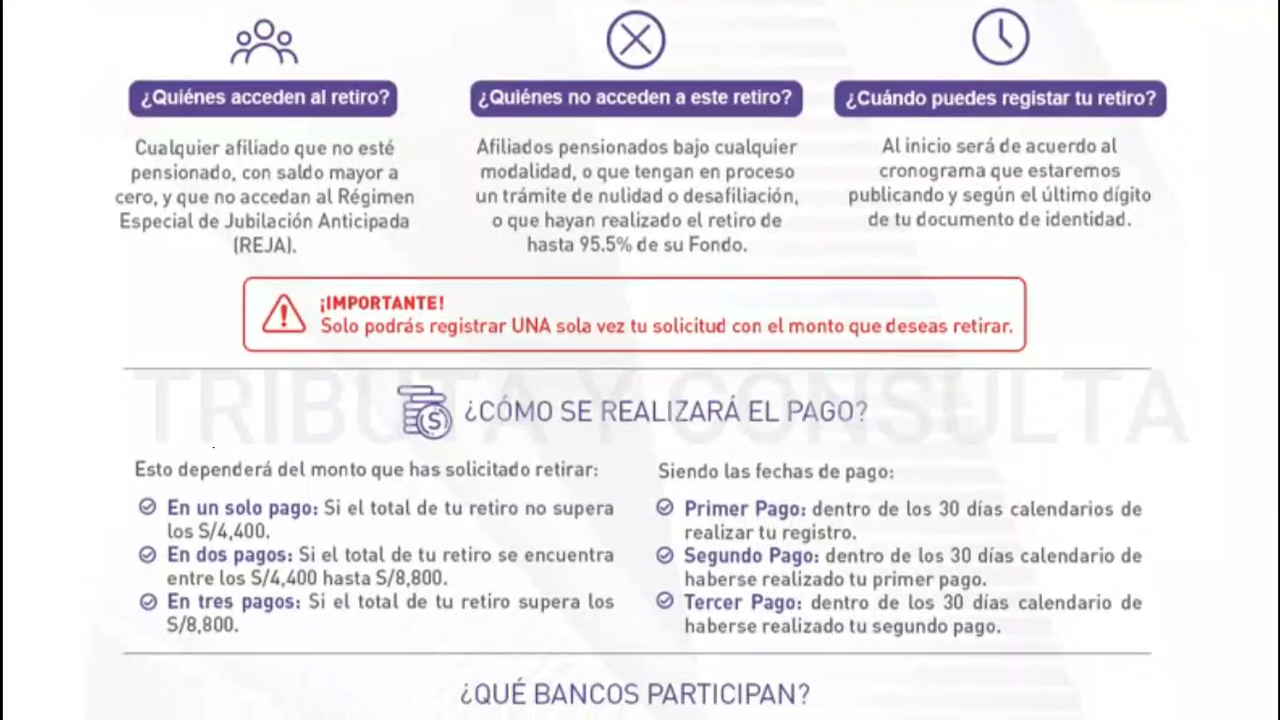 ¿Quiénes acceden al retiro?
Cualquier afiliado que no esté
pensionado, con saldo mayor a
cero, y que no accedan al Régimen
Especial de Jubilación Anticipada
(REJA).
¿Quiénes no acceden a este retiro?
Afiliados pensionados bajo cualquier
modalidad, o que tengan en proceso
un trámite de nulidad o desafiliación,
o que hayan realizado el retiro de
hasta 95.5% de su Fondo.
¿Cuándo puedes registar tu retiro?
Al inicio será de acuerdo al
cronograma que estaremos
publicando y según el último dígito
de tu documento de identidad.
¡IMPORTANTE!
Solo podrás registrar UNA sola vez tu solicitud con el monto que deseas retirar.
TRIBUTA Y CONSULTA
¿CÓMO SE REALIZARÁ EL PAGO?
Esto dependerá del monto que has solicitado retirar:
En un solo pago: Si el total de tu retiro no supera
los S/4,400.
En dos pagos: Si el total de tu retiro se encuentra
entre los S/4,400 hasta S/8,800.
En tres pagos: Si el total de tu retiro supera los
S/8,800.
Siendo las fechas de pago:
Primer Pago: dentro de los 30 días calendarios de
realizar tu registro.
Segundo Pago: dentro de los 30 días calendario de
haberse realizado tu primer pago.
Tercer Pago: dentro de los 30 días calendario de
haberse realizado tu segundo pago.
¿QUÉ BANCOS PARTICIPAN?